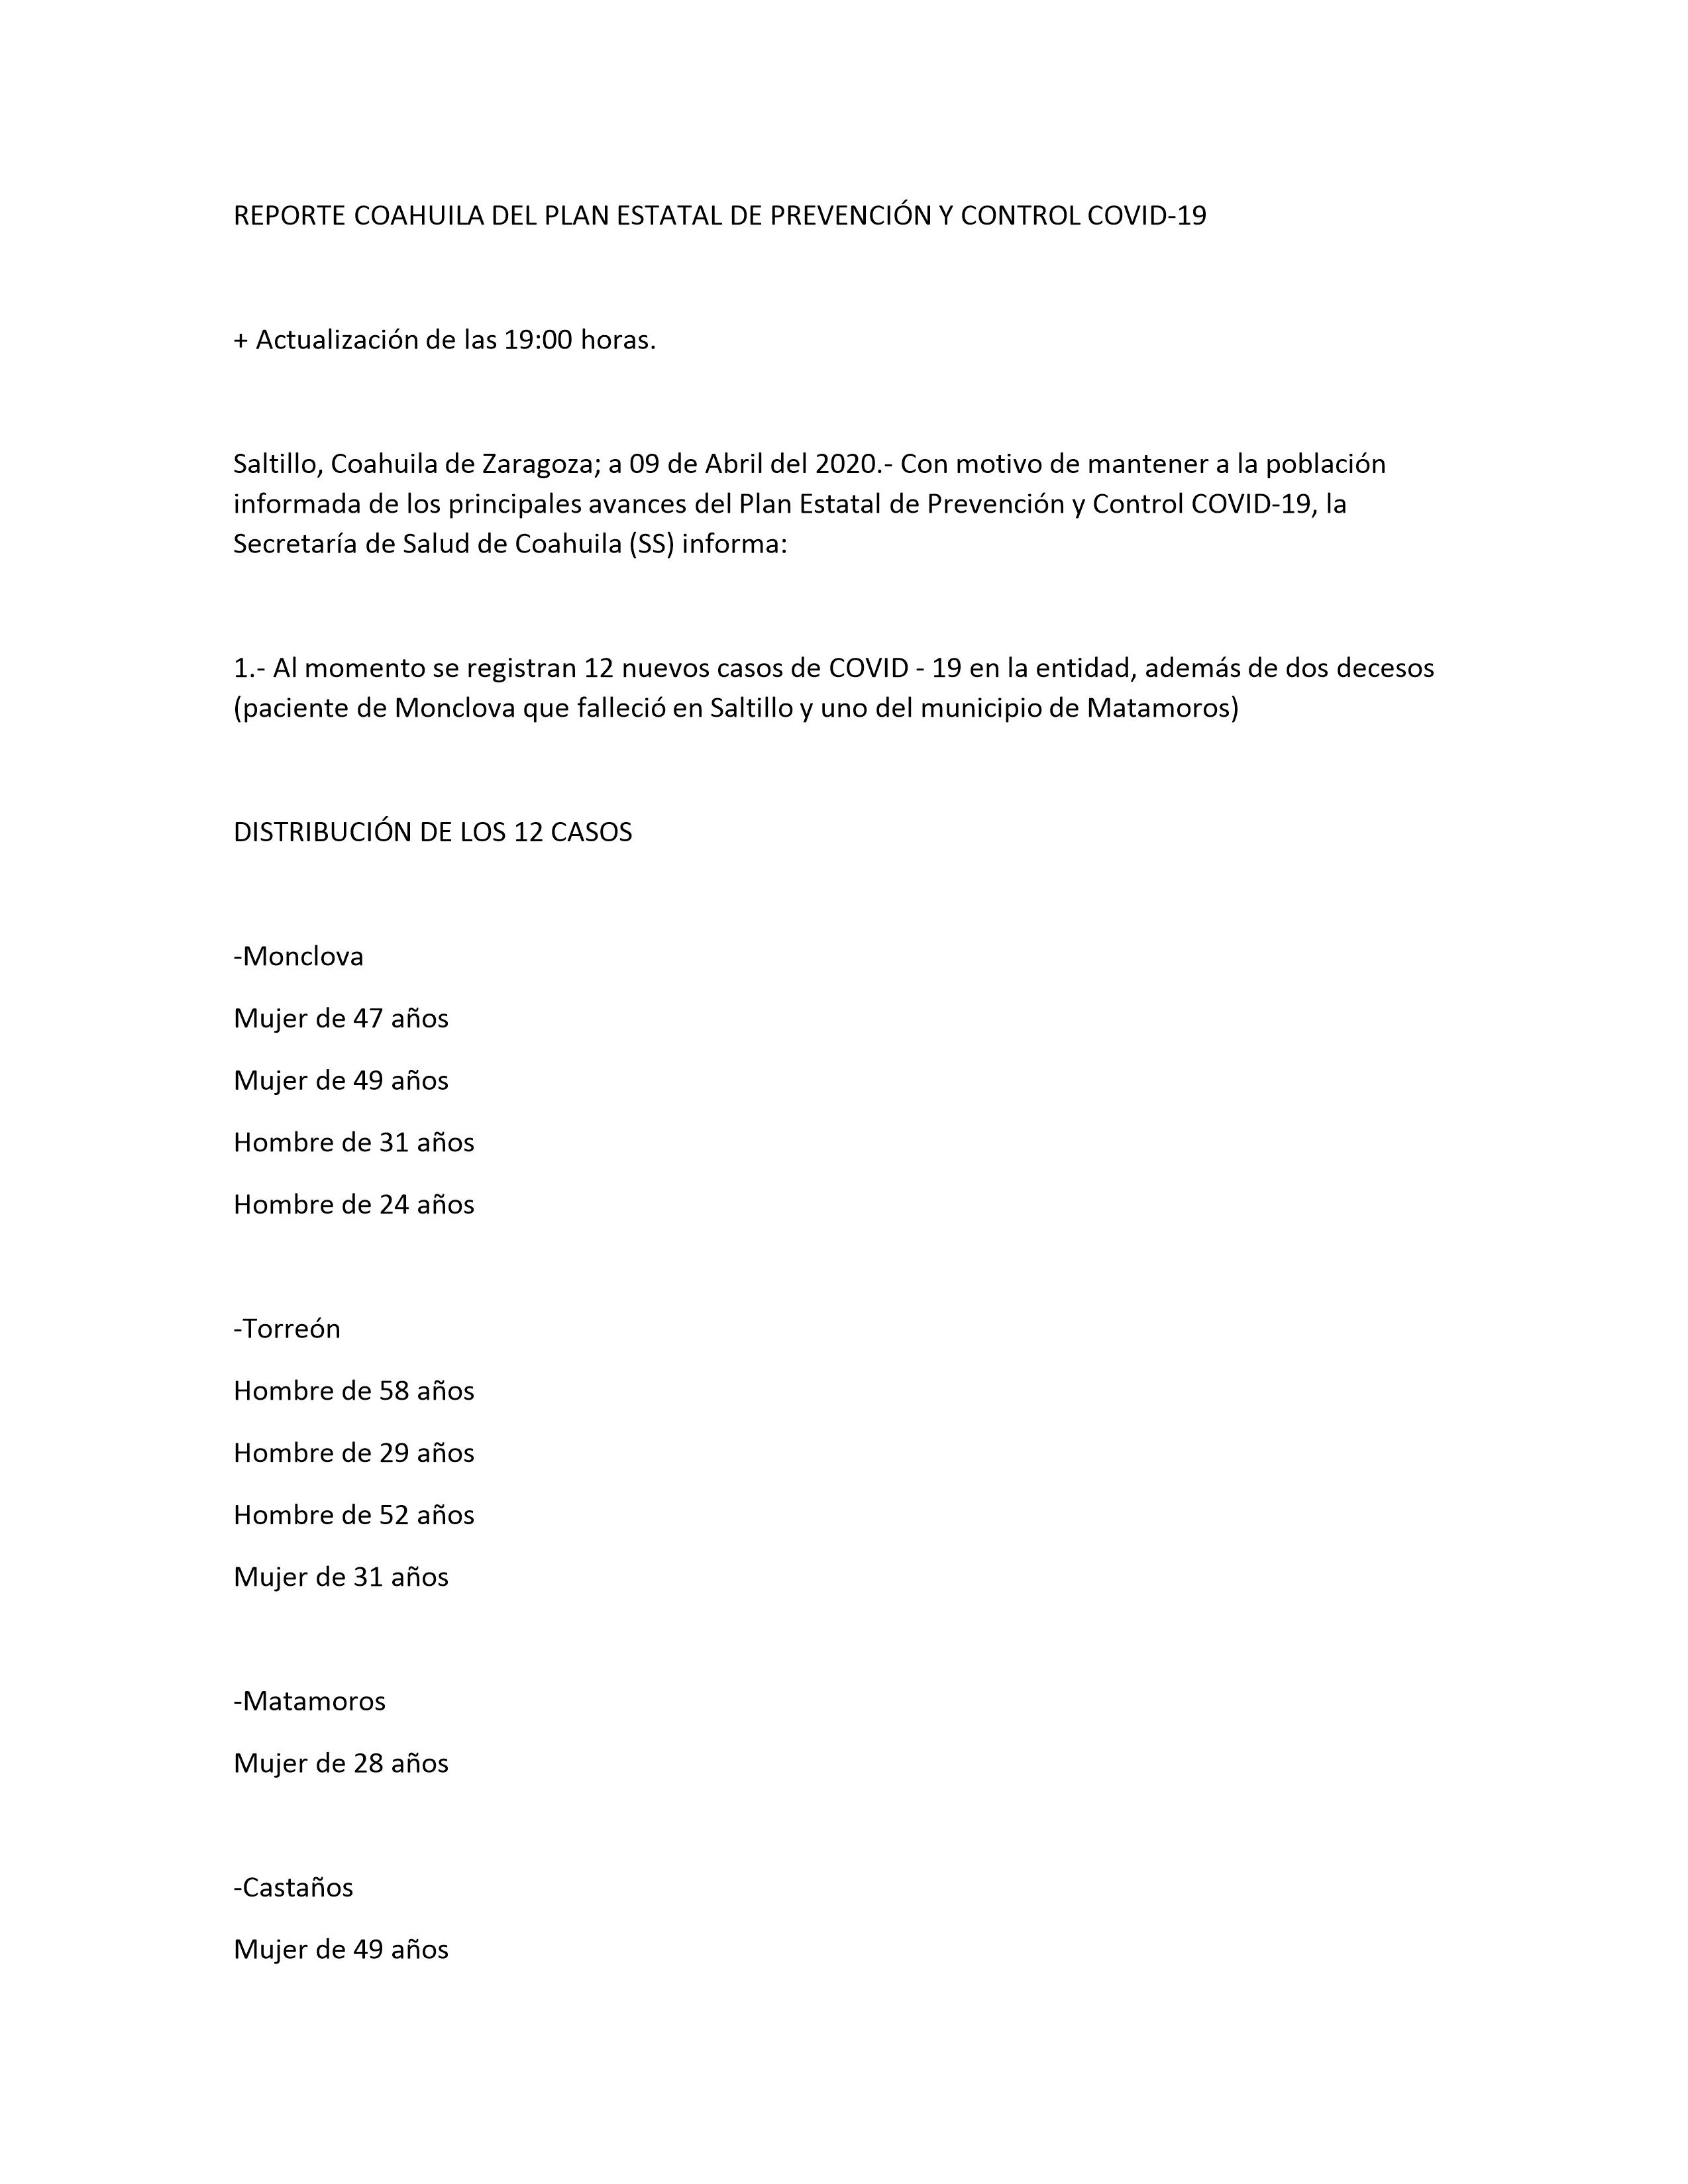 REPORTE COAHUILA DEL PLAN ESTATAL DE PREVENCIÓN Y CONTROL COVID-19
+ Actualización de las 19:00 horas.
Saltillo, Coahuila de Zaragoza; a 09 de Abril del 2020.- Con motivo de mantener a la población
informada de los principales avances del Plan Estatal de Prevención y Control COVID-19, la
Secretaría de Salud de Coahuila (SS) informa:
1.- Al momento se registran 12 nuevos casos de COVID - 19 en la entidad, además de dos decesos
(paciente de Monclova que falleció en Saltillo y uno del municipio de Matamoros)
DISTRIBUCIÓN DE LOS 12 CASOS
-Monclova
Mujer de 47 años
Mujer de 49 años
Hombre de 31 años
Hombre de 24 años
-Torreón
Hombre de 58 años
Hombre de 29 años
Hombre de 52 años
Mujer de 31 años
-Matamoros
Mujer de 28 años
-Castaños
Mujer de 49 años